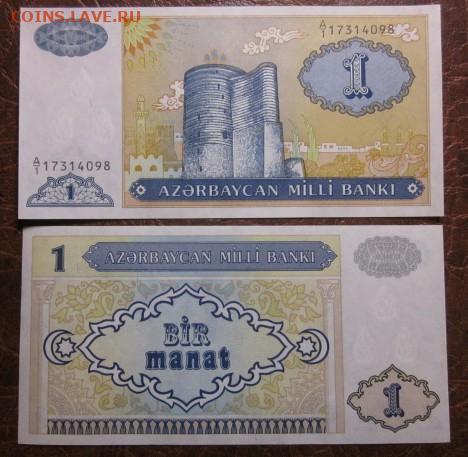 COINS.LAVE.RU
A/1 17314098
1
A/1 17314098
1
AZƏRBAYCAN MİLLİ BANKI
1 AZƏRBAYCAN MİLLİ BANKI
BİR
manat
1